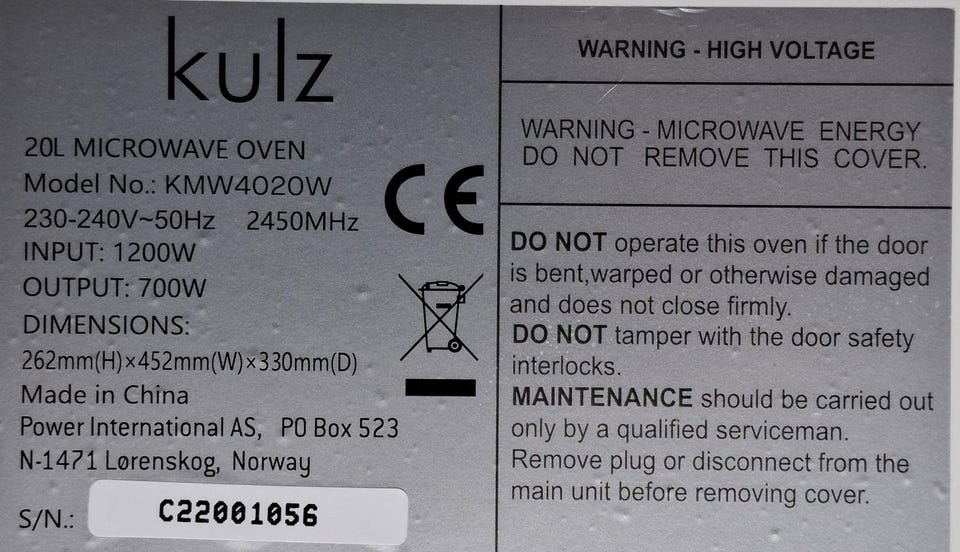 kulz
20L MICROWAVE OVEN
Model No.: KMW4020W
230-240V~50Hz 2450MHz
INPUT: 1200W
OUTPUT: 700W
DIMENSIONS:
262mm(H)×452mm(W)×330mm(D)
Made in China
Power International AS, PO Box 523
N-1471 Lørenskog, Norway
S/N.: C22001056
CE
WARNING - HIGH VOLTAGE
WARNING - MICROWAVE ENERGY
DO NOT REMOVE THIS COVER.
DO NOT operate this oven if the door
is bent,warped or otherwise damaged
and does not close firmly.
DO NOT tamper with the door safety
interlocks.
MAINTENANCE should be carried out
only by a qualified serviceman.
Remove plug or disconnect from the
main unit before removing cover.